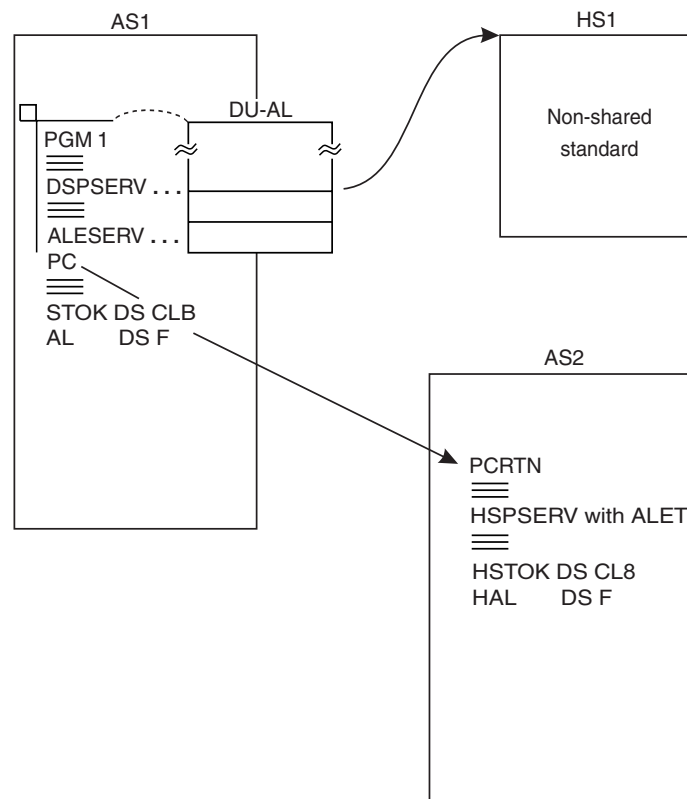 AS1
HS1
DU-AL
Non-shared
standard
PGM 1
DSPSERV . . .
ALESERV . . .
PC
STOK DS CLB
AL DS F
AS2
PCRTN
HSPSERV with ALET
HSTOK DS CL8
HAL DS F